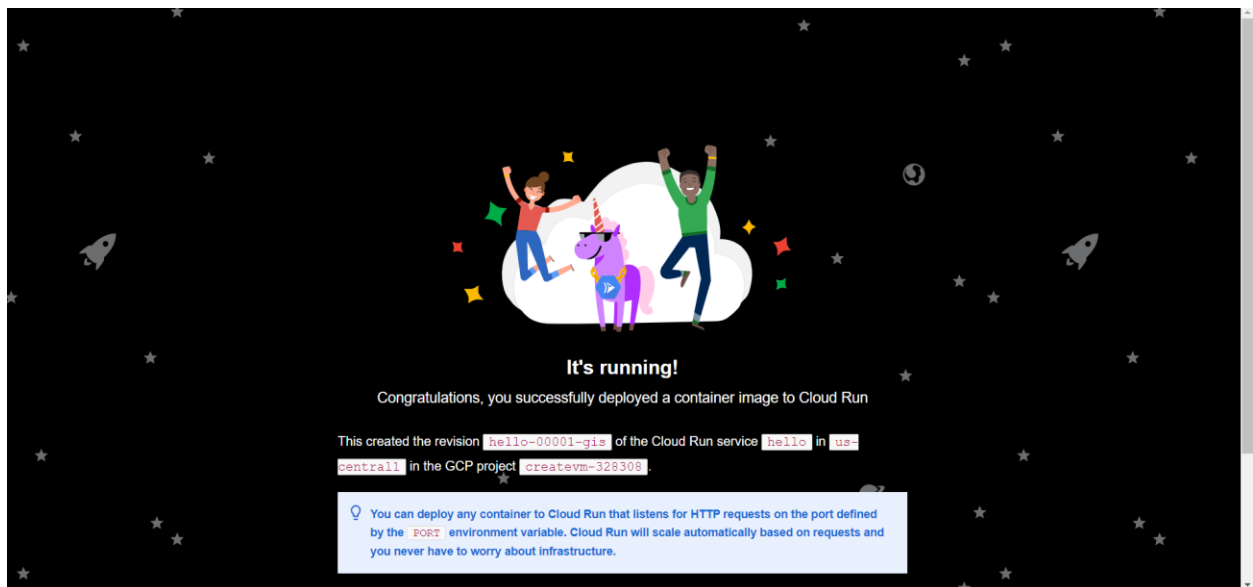 It's running!
Congratulations, you successfully deployed a container image to Cloud Run
This created the revision hello-00001-gis of the Cloud Run service hello in us-
central1 in the GCP project createvm-328308.
You can deploy any container to Cloud Run that listens for HTTP requests on the port defined
by the PORT environment variable. Cloud Run will scale automatically based on requests and
you never have to worry about infrastructure.